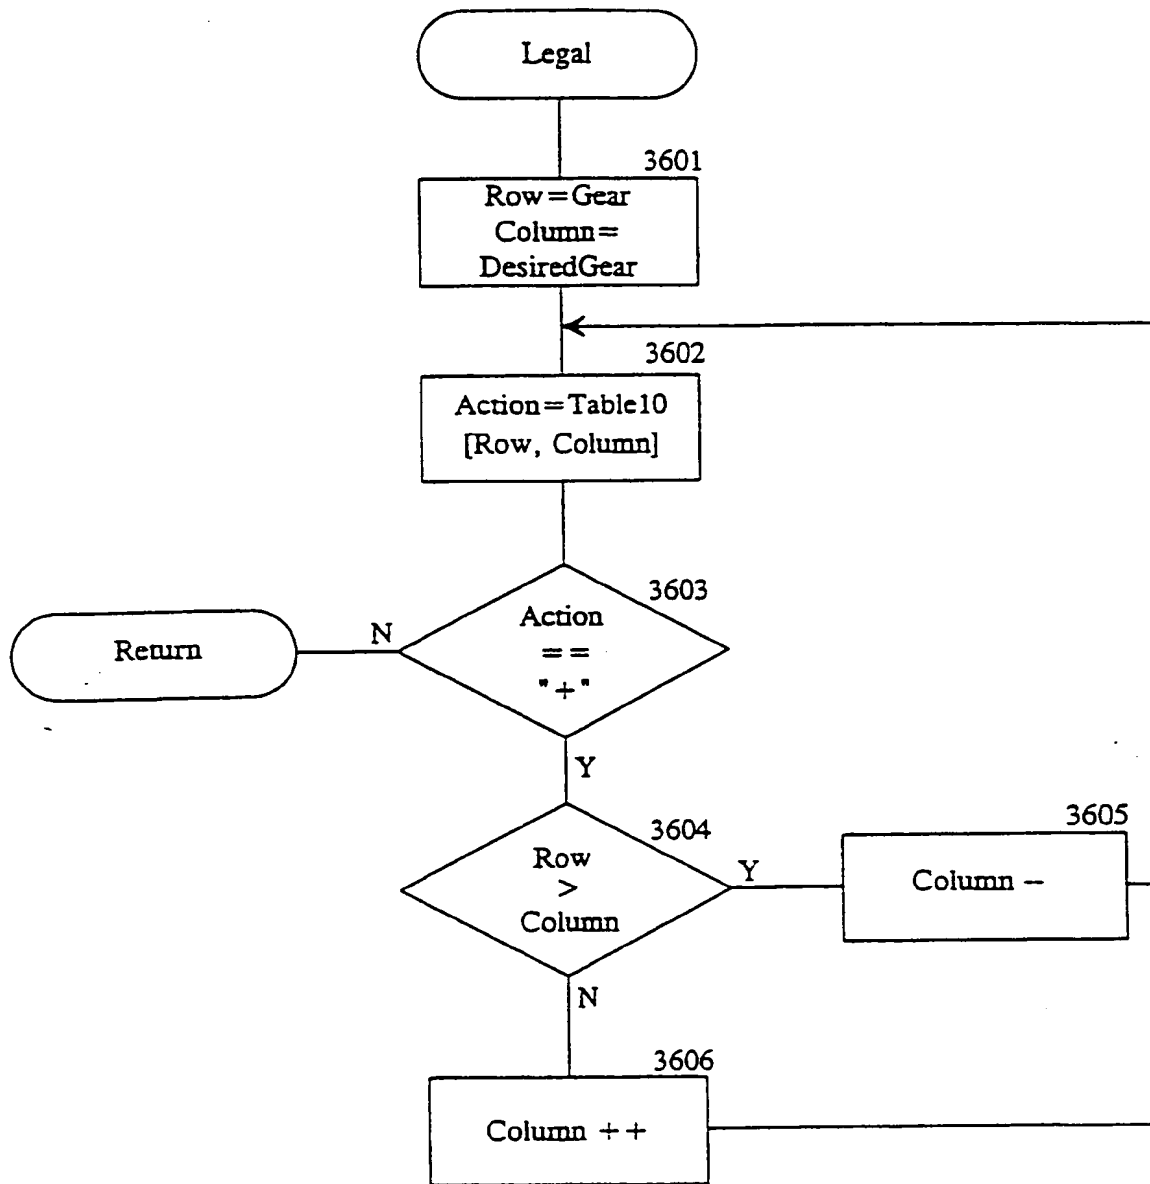 Legal
3601
Row=Gear
Column=
DesiredGear
3602
Action=Table10
[Row, Column]
3603
Action
==
"+"
N
Return
Y
3604
Row
>
Column
Y
3605
Column –
N
3606
Column ++